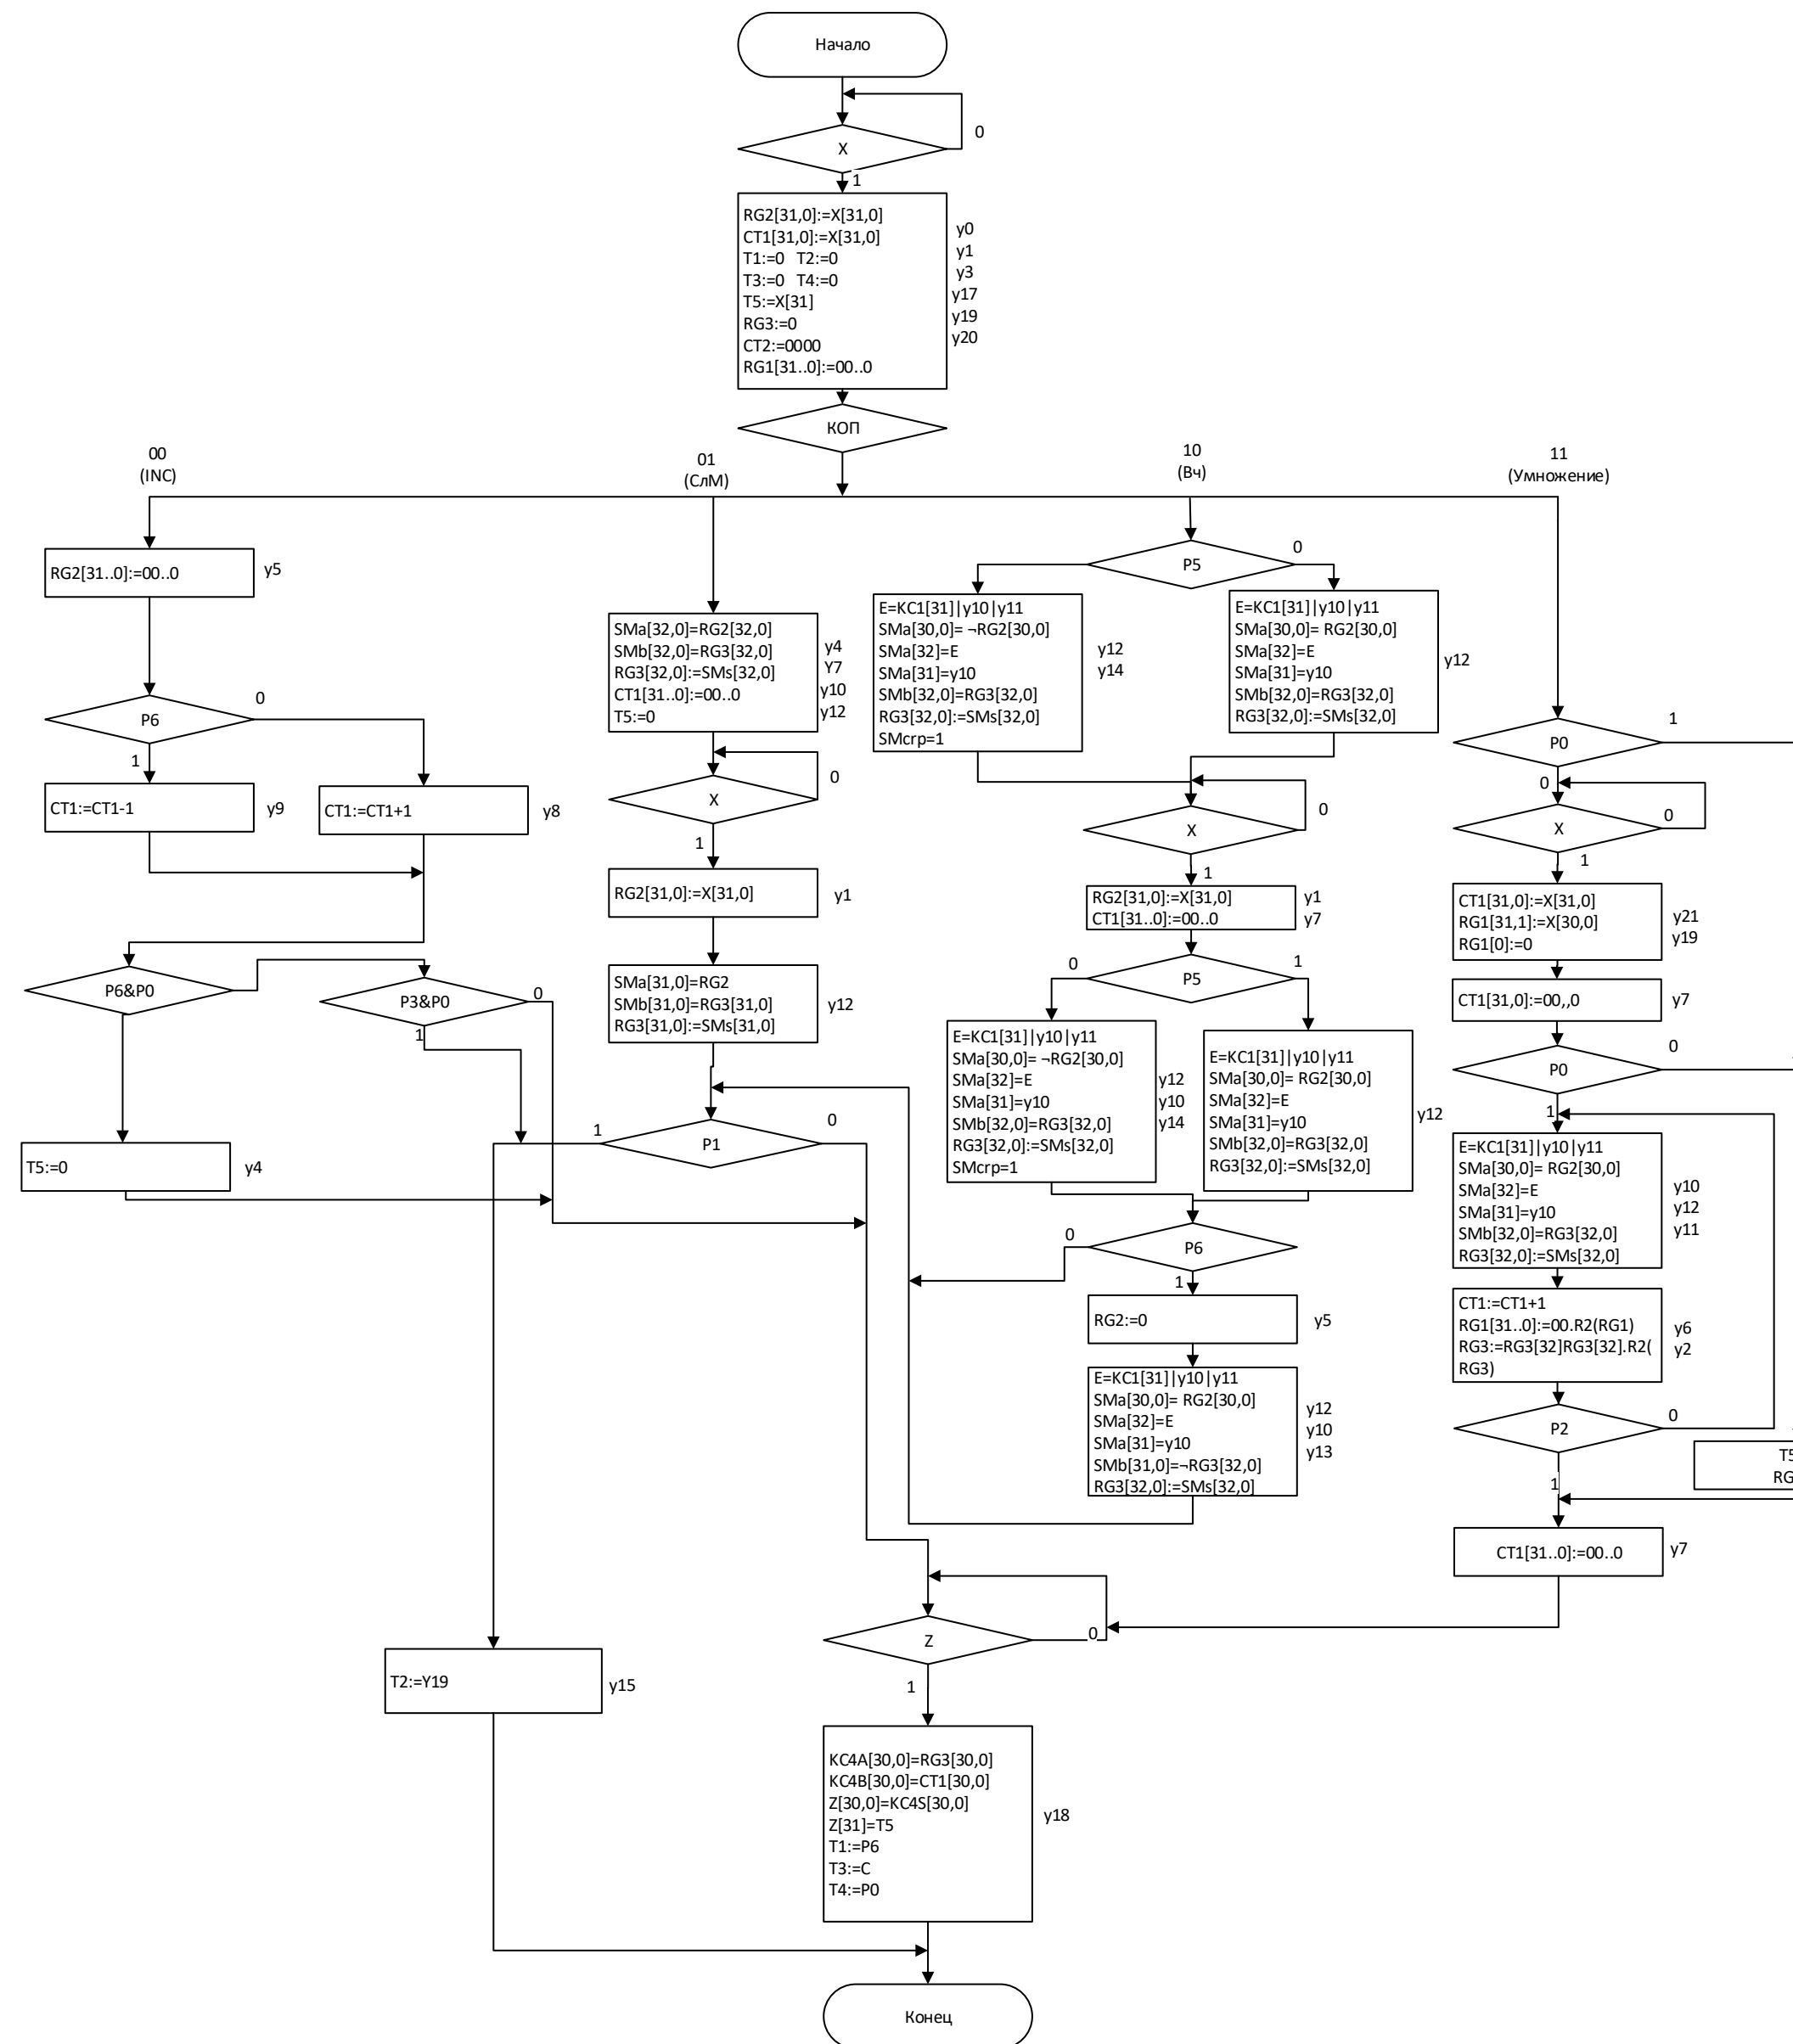 Начало
X
0
1
RG2[31,0]:=X[31,0]
CT1[31,0]:=X[31,0]
T1:=0 T2:=0
T3:=0 T4:=0
T5:=X[31]
RG3:=0
CT2:=0000
RG1[31..0]:=00..0
y0
y1
y3
y17
y19
y20
КОП
00
(INC)
01
(СлМ)
10
(Вч)
11
(Умножение)
RG2[31..0]:=00..0
y5
P6
0
1
CT1:=CT1-1
y9
CT1:=CT1+1
y8
P6&P0
P3&P0
0
1
T5:=0
y4
SMa[32,0]=RG2[32,0]
SMb[32,0]=RG3[32,0]
RG3[32,0]:=SMs[32,0]
CT1[31..0]:=00..0
T5:=0
y4
Y7
y10
y12
X
0
1
RG2[31,0]:=X[31,0]
y1
SMa[31,0]=RG2
SMb[31,0]=RG3[31,0]
RG3[31,0]:=SMs[31,0]
y12
P1
1
0
P5
0
E=KC1[31]|y10|y11
SMa[30,0]= ¬RG2[30,0]
SMa[32]=E
SMa[31]=y10
SMb[32,0]=RG3[32,0]
RG3[32,0]:=SMs[32,0]
SMcrp=1
y12
y14
E=KC1[31]|y10|y11
SMa[30,0]= RG2[30,0]
SMa[32]=E
SMa[31]=y10
SMb[32,0]=RG3[32,0]
RG3[32,0]:=SMs[32,0]
y12
X
0
1
RG2[31,0]:=X[31,0]
CT1[31..0]:=00..0
y1
y7
P5
0
1
E=KC1[31]|y10|y11
SMa[30,0]= ¬RG2[30,0]
SMa[32]=E
SMa[31]=y10
SMb[32,0]=RG3[32,0]
RG3[32,0]:=SMs[32,0]
SMcrp=1
y12
y10
y14
E=KC1[31]|y10|y11
SMa[30,0]= RG2[30,0]
SMa[32]=E
SMa[31]=y10
SMb[32,0]=RG3[32,0]
RG3[32,0]:=SMs[32,0]
y12
P6
0
1
RG2:=0
y5
E=KC1[31]|y10|y11
SMa[30,0]= RG2[30,0]
SMa[32]=E
SMa[31]=y10
SMb[31,0]=¬RG3[32,0]
RG3[32,0]:=SMs[32,0]
y12
y10
y13
P0
1
0
X
0
1
CT1[31,0]:=X[31,0]
RG1[31,1]:=X[30,0]
RG1[0]:=0
y21
y19
CT1[31,0]:=00,,0
y7
P0
0
1
E=KC1[31]|y10|y11
SMa[30,0]= RG2[30,0]
SMa[32]=E
SMa[31]=y10
SMb[32,0]=RG3[32,0]
RG3[32,0]:=SMs[32,0]
y10
y12
y11
CT1:=CT1+1
RG1[31..0]:=00.R2(RG1)
RG3:=RG3[32]RG3[32].R2(
RG3)
y6
y2
P2
0
1
CT1[31..0]:=00..0
y7
Z
0
1
T2:=Y19
y15
KC4A[30,0]=RG3[30,0]
KC4B[30,0]=CT1[30,0]
Z[30,0]=KC4S[30,0]
Z[31]=T5
T1:=P6
T3:=C
T4:=P0
y18
Конец